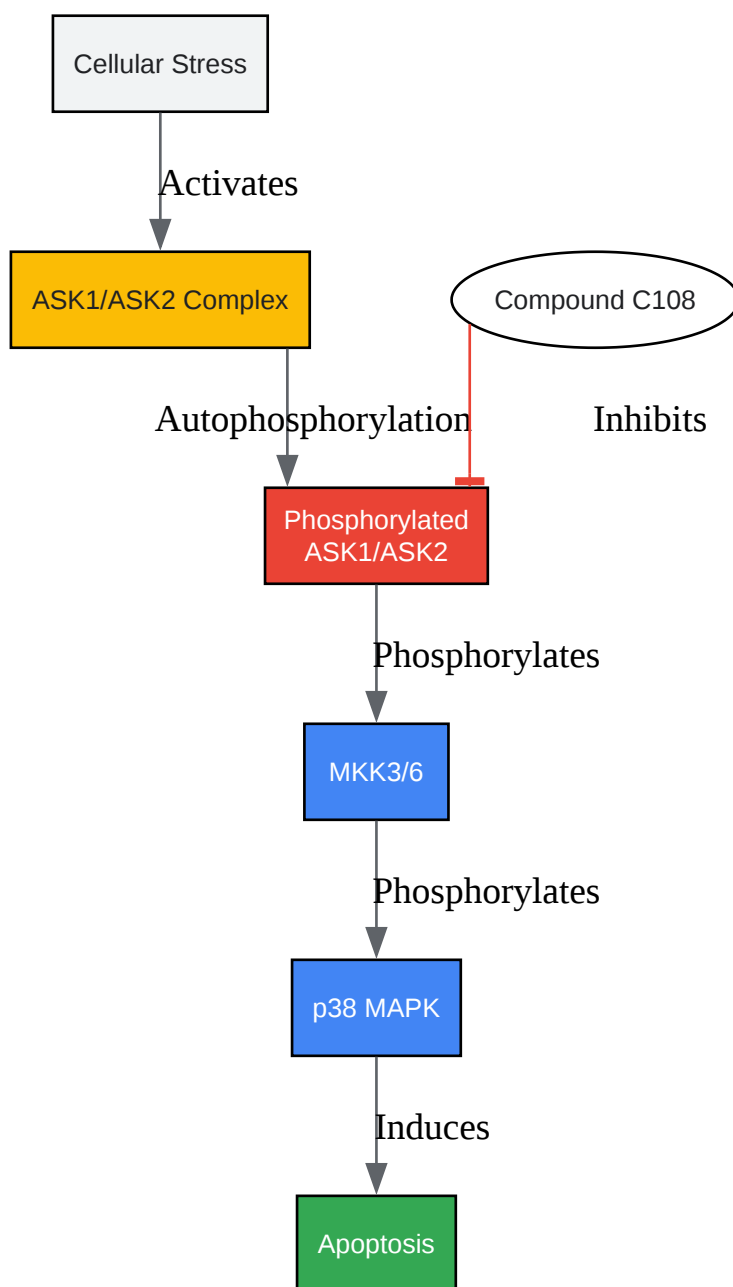 Cellular Stress
Activates
ASK1/ASK2 Complex
Compound C108
Autophosphorylation
Inhibits
Phosphorylated
ASK1/ASK2
Phosphorylates
MKK3/6
Phosphorylates
p38 MAPK
Induces
Apoptosis